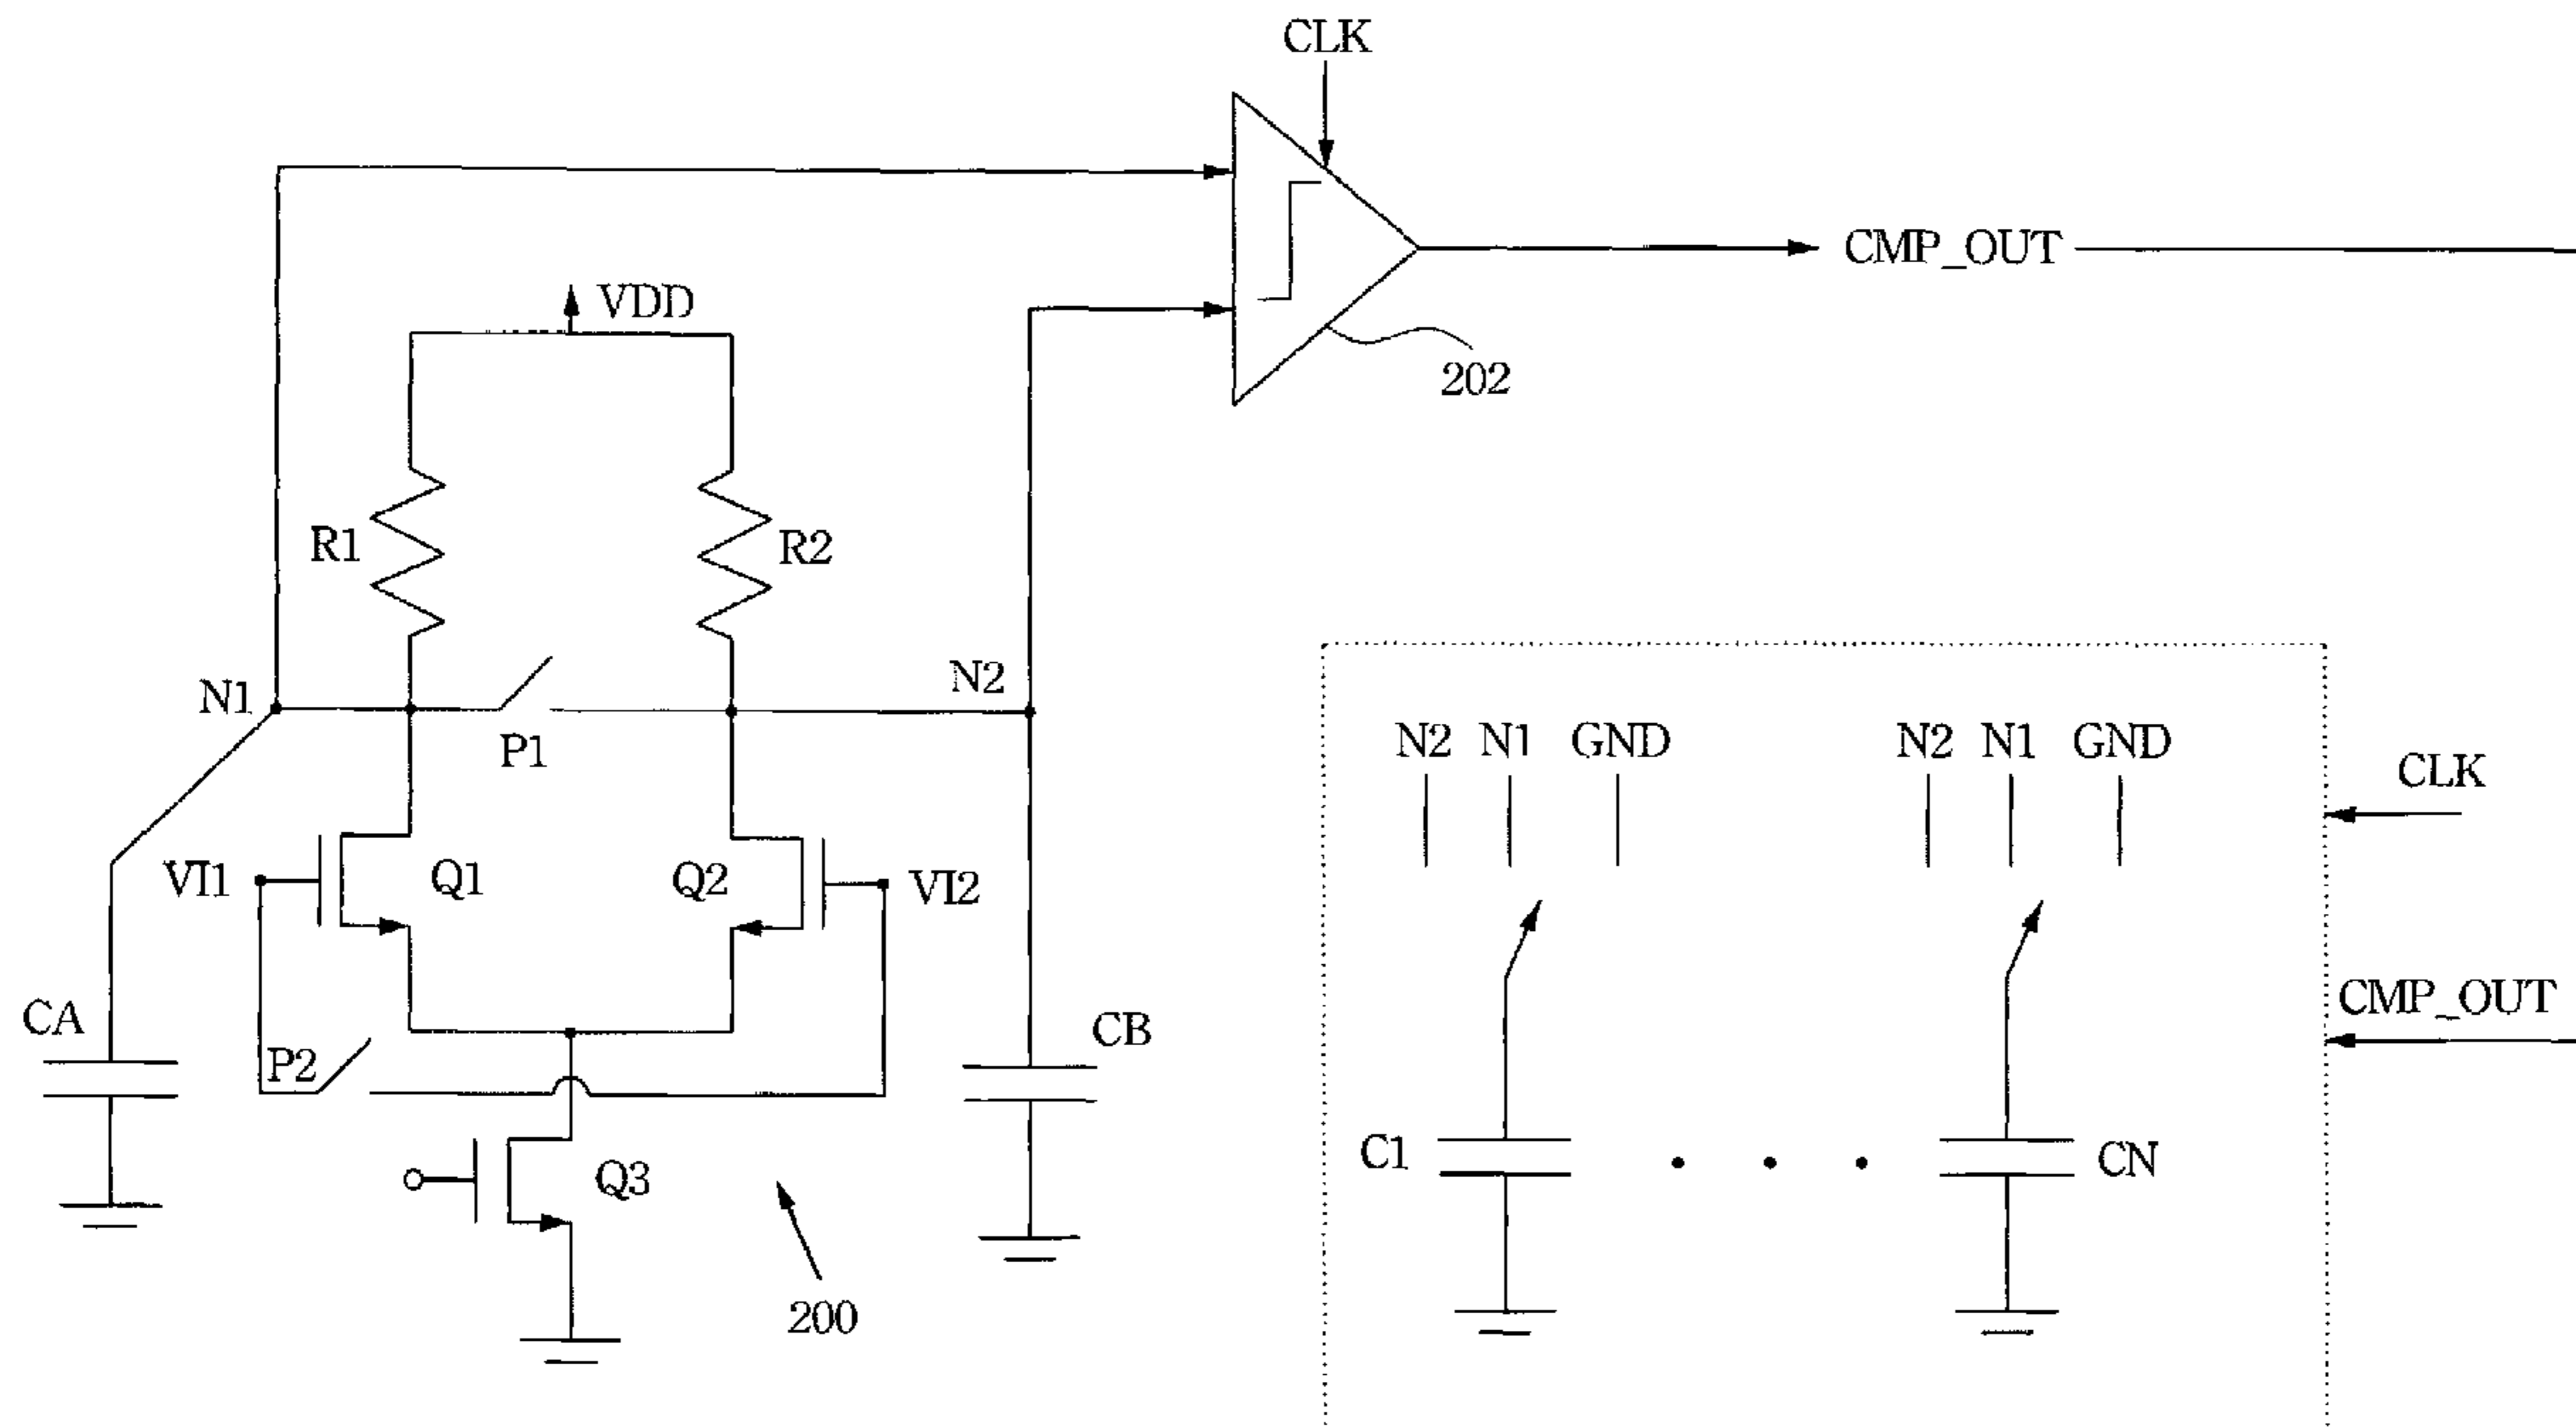 CLK
CMP_OUT
202
VDD
R1
R2
N1
P1
N2
VI1
Q1
Q2
VI2
CA
P2
CB
Q3
200
N2 N1 GND
N2 N1 GND
CLK
CMP_OUT
C1
CN